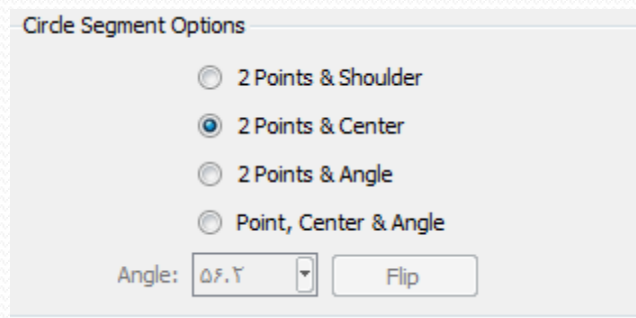 Circle Segment Options
2 Points & Shoulder
2 Points & Center
2 Points & Angle
Point, Center & Angle
Angle: ۵۶.۲ Flip